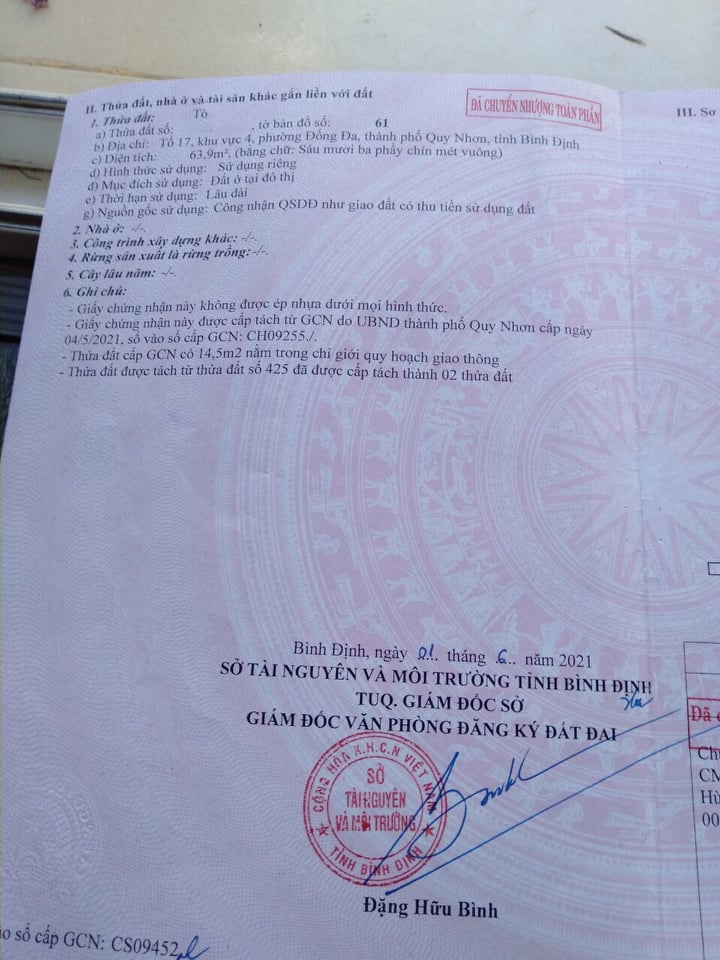 II. Thửa đất, nhà ở và tài sản khác gắn liền với đất
ĐÃ CHUYỂN NHƯỢNG TOÀN PHẦN
III. Sơ
1. Thửa đất: Tờ
a) Thửa đất số: , tờ bản đồ số: 61
b) Địa chỉ: Tổ 17, khu vực 4, phường Đống Đa, thành phố Quy Nhơn, tỉnh Bình Định
c) Diện tích: 63,9m², (bằng chữ: Sáu mươi ba phẩy chín mét vuông)
d) Hình thức sử dụng: Sử dụng riêng
đ) Mục đích sử dụng: Đất ở tại đô thị
e) Thời hạn sử dụng: Lâu dài
g) Nguồn gốc sử dụng: Công nhận QSDĐ như giao đất có thu tiền sử dụng đất
2. Nhà ở: -/-.
3. Công trình xây dựng khác: -/-.
4. Rừng sản xuất là rừng trồng: -/-.
5. Cây lâu năm: -/-.
6. Ghi chú:
- Giấy chứng nhận này không được ép nhựa dưới mọi hình thức.
- Giấy chứng nhận này được cấp tách từ GCN do UBND thành phố Quy Nhơn cấp ngày
04/5/2021, số vào sổ cấp GCN: CH09255./.
- Thửa đất cấp GCN có 14,5m2 nằm trong chỉ giới quy hoạch giao thông
- Thửa đất được tách từ thửa đất số 425 đã được cấp tách thành 02 thửa đất
Bình Định, ngày 01 tháng 6 năm 2021
SỞ TÀI NGUYÊN VÀ MÔI TRƯỜNG TỈNH BÌNH ĐỊNH
TUQ. GIÁM ĐỐC SỞ
GIÁM ĐỐC VĂN PHÒNG ĐĂNG KÝ ĐẤT ĐAI
CỘNG HÒA X.H.C.N VIỆT NAM
SỞ
TÀI NGUYÊN
VÀ MÔI TRƯỜNG
TỈNH BÌNH ĐỊNH
Đặng Hữu Bình
Đã
CM
Hù
00
ào sổ cấp GCN: CS09452